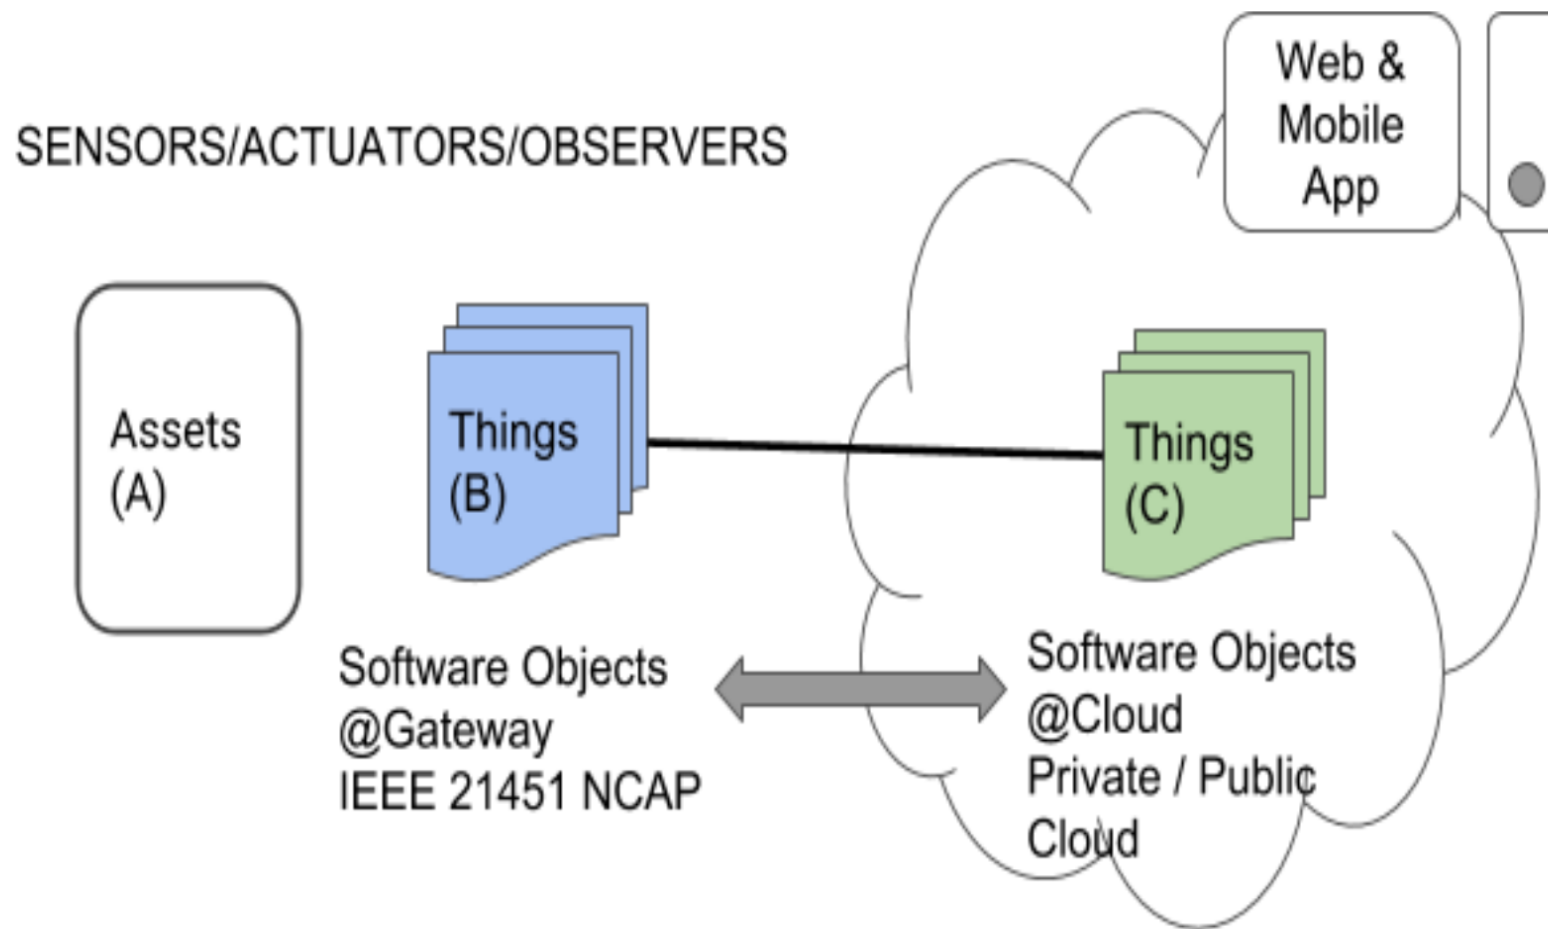 Web &
Mobile
App
SENSORS/ACTUATORS/OBSERVERS
Assets
(A)
Things
(B)
Things
(C)
Software Objects
@Gateway
IEEE 21451 NCAP
Software Objects
@Cloud
Private / Public
Cloud